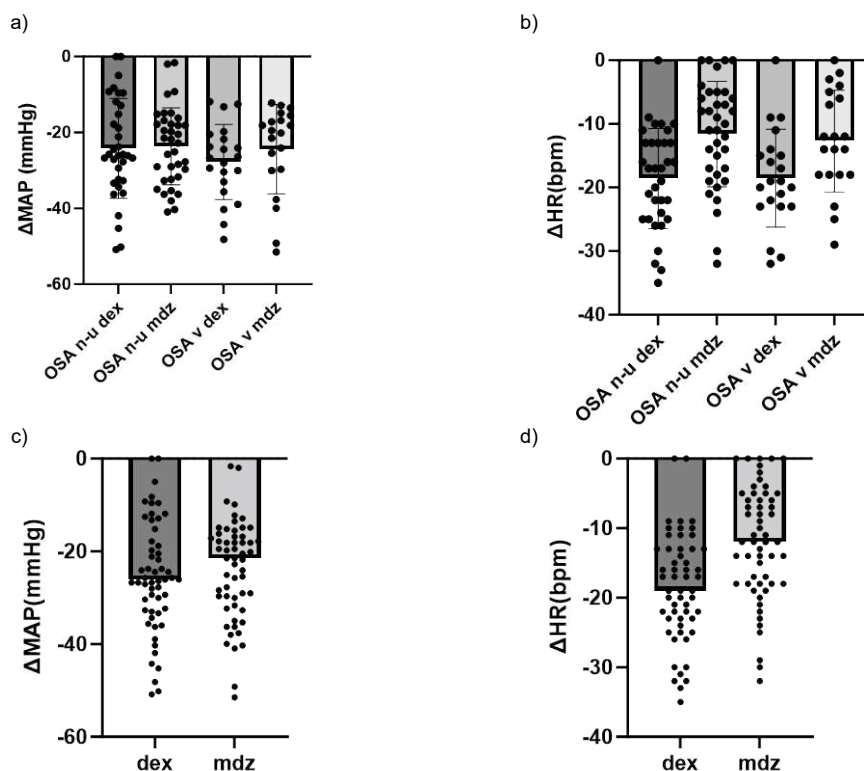 a)
ΔMAP (mmHg)
0
-20
-40
-60
OSA n-u dex
OSA n-u mdz
OSA v dex
OSA v mdz
b)
ΔHR(bpm)
0
-10
-20
-30
-40
OSA n-u dex
OSA n-u mdz
OSA v dex
OSA v mdz
c)
ΔMAP(mmHg)
0
-20
-40
-60
dex
mdz
d)
ΔHR(bpm)
0
-10
-20
-30
-40
dex
mdz